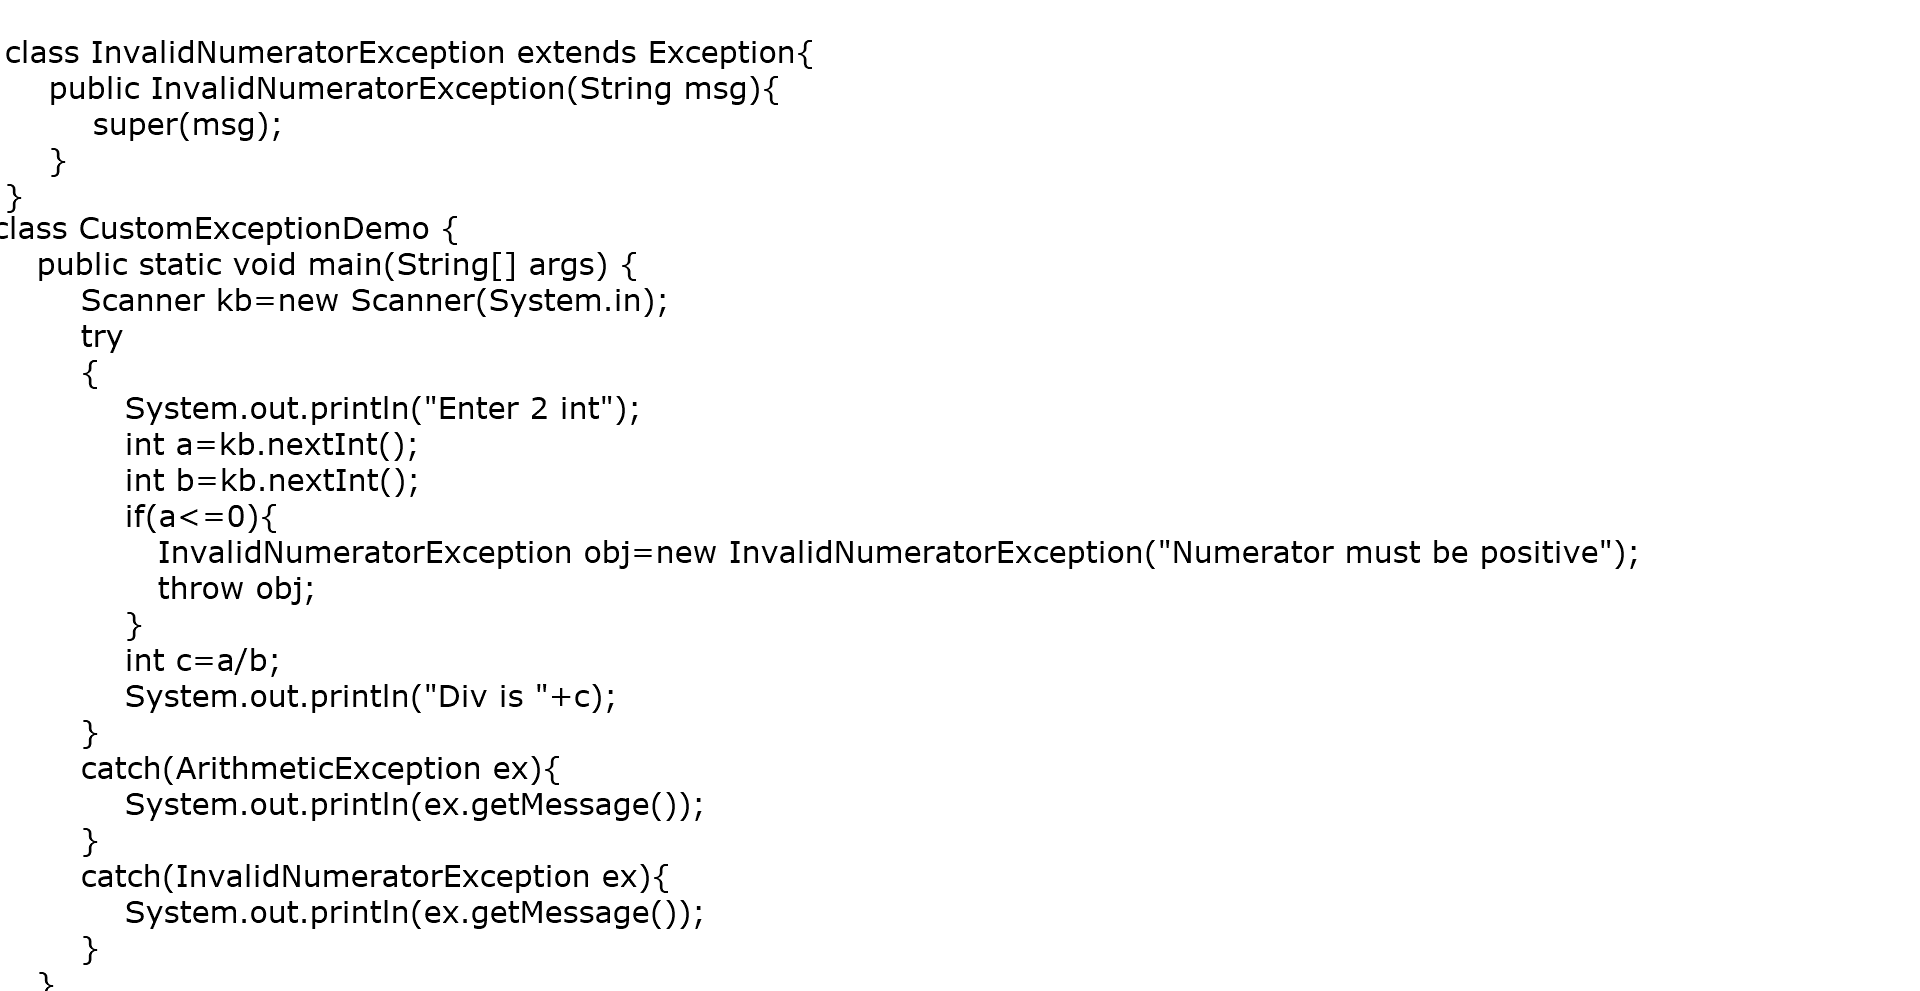 class InvalidNumeratorException extends Exception{
public InvalidNumeratorException(String msg){
super(msg);
}
}
class CustomExceptionDemo {
public static void main(String[] args) {
Scanner kb=new Scanner(System.in);
try
{
System.out.println("Enter 2 int");
int a=kb.nextInt();
int b=kb.nextInt();
if(a<=0){
InvalidNumeratorException obj=new InvalidNumeratorException("Numerator must be positive");
throw obj;
}
int c=a/b;
System.out.println("Div is "+c);
}
catch(ArithmeticException ex){
System.out.println(ex.getMessage());
}
catch(InvalidNumeratorException ex){
System.out.println(ex.getMessage());
}
}